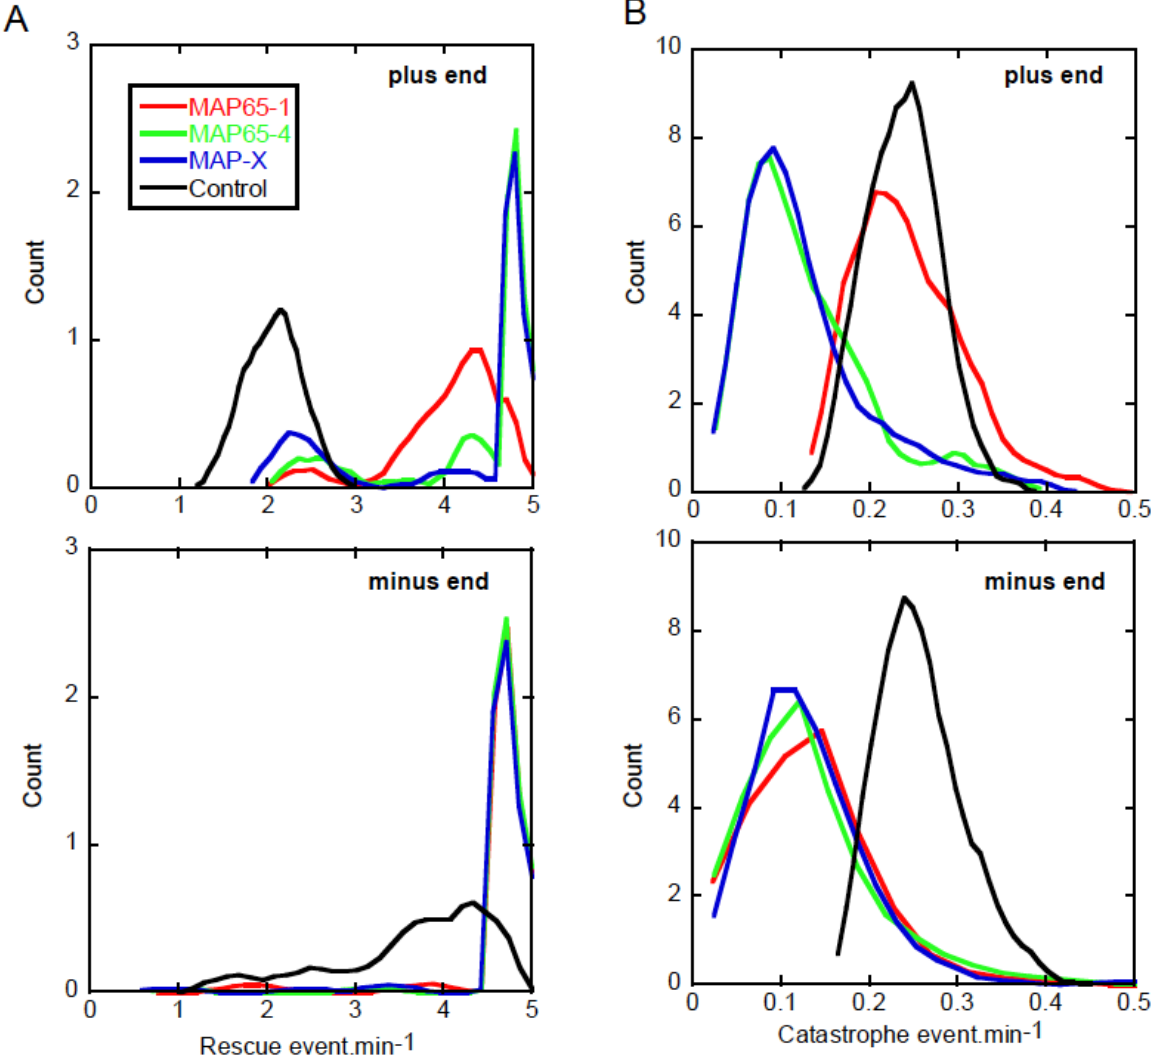 A
B
3
2
1
0
Count
plus end
MAP65-1
MAP65-4
MAP-X
Control
0 1 2 3 4 5
10
8
6
4
2
0
Count
plus end
0 0.1 0.2 0.3 0.4 0.5
3
2
1
0
Count
minus end
0 1 2 3 4 5
Rescue event.min-1
10
8
6
4
2
0
Count
minus end
0 0.1 0.2 0.3 0.4 0.5
Catastrophe event.min-1